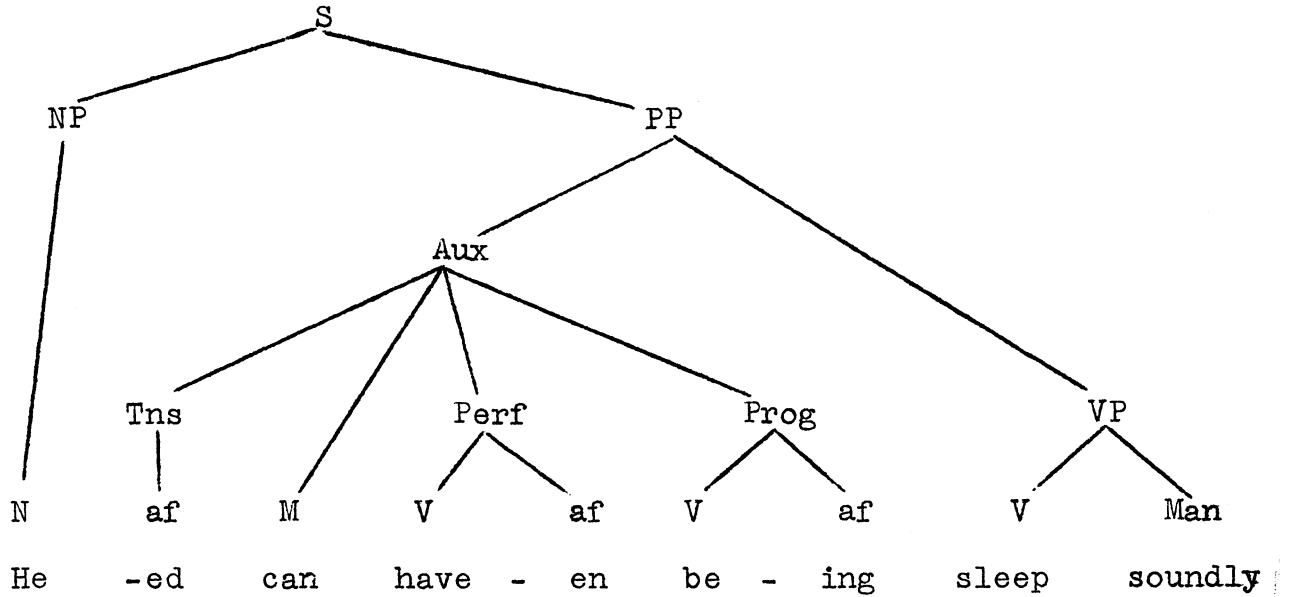 S
NP PP
Aux
Tns Perf Prog VP
N af M V af V af V Man
He -ed can have - en be - ing sleep soundly